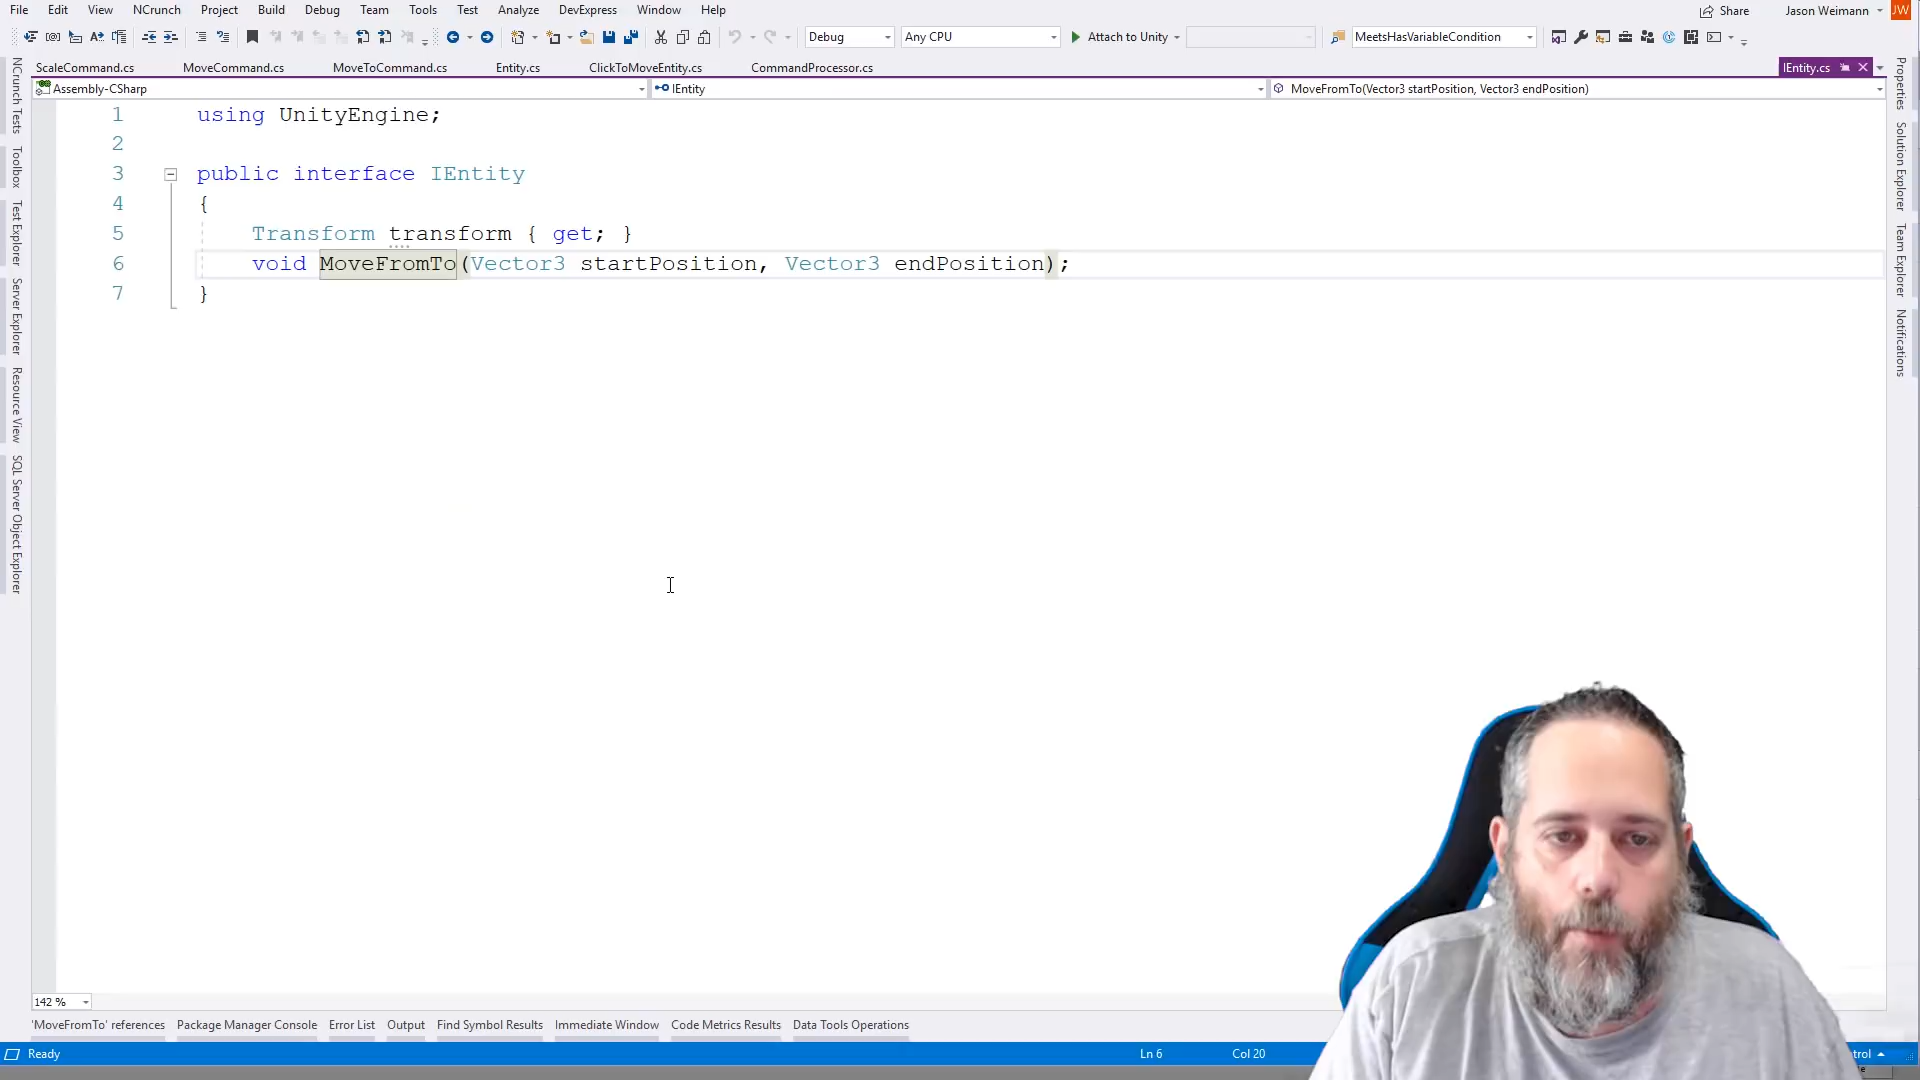 File Edit View NCrunch Project Build Debug Team Tools Test Analyze DevExpress Window Help Share Jason Weimann JW
Debug Any CPU Attach to Unity MeetsHasVariableCondition
ScaleCommand.cs MoveCommand.cs MoveToCommand.cs Entity.cs ClickToMoveEntity.cs CommandProcessor.cs IEntity.cs
Assembly-CSharp IEntity MoveFromTo(Vector3 startPosition, Vector3 endPosition)
1 using UnityEngine;
2
3 public interface IEntity
4 {
5 Transform transform { get; }
6 void MoveFromTo(Vector3 startPosition, Vector3 endPosition);
7 }
NCrunch Tests
Toolbox
Test Explorer
Server Explorer
Resource View
SQL Server Object Explorer
Properties
Solution Explorer
Team Explorer
Notifications
142 %
'MoveFromTo' references Package Manager Console Error List Output Find Symbol Results Immediate Window Code Metrics Results Data Tools Operations
Ready Ln 6 Col 20